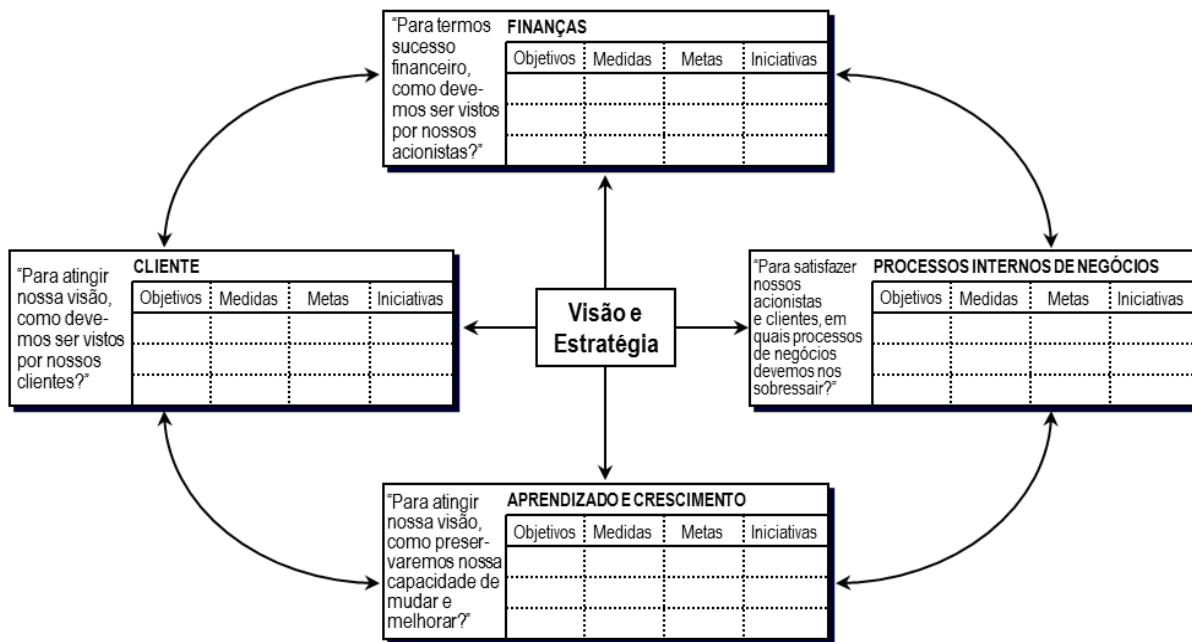 "Para termos
sucesso
financeiro,
como deve-
mos ser vistos
por nossos
acionistas?"
FINANÇAS
Objetivos Medidas Metas Iniciativas
"Para atingir
nossa visão,
como deve-
mos ser vistos
por nossos
clientes?"
CLIENTE
Objetivos Medidas Metas Iniciativas
Visão e
Estratégia
"Para satisfazer
nossos
acionistas
e clientes, em
quais processos
de negócios
devemos nos
sobressair?"
PROCESSOS INTERNOS DE NEGÓCIOS
Objetivos Medidas Metas Iniciativas
"Para atingir
nossa visão,
como preser-
varemos nossa
capacidade de
mudar e
melhorar?"
APRENDIZADO E CRESCIMENTO
Objetivos Medidas Metas Iniciativas